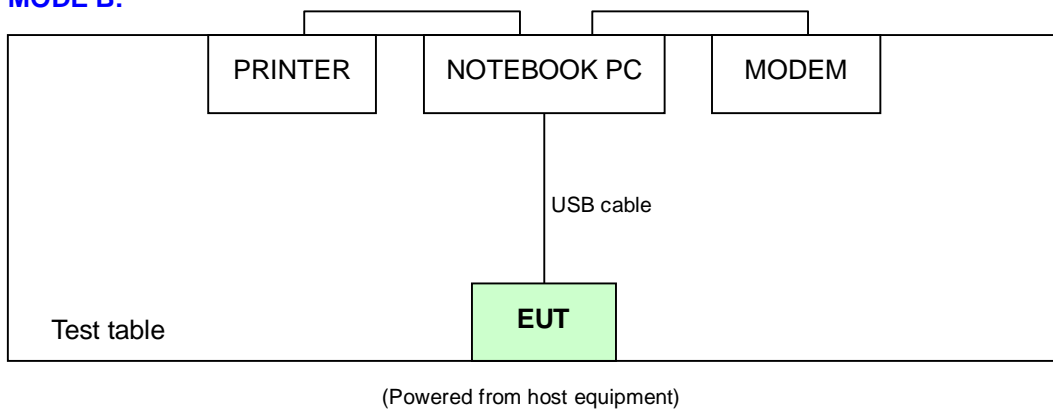 MODE B:
PRINTER
NOTEBOOK PC
MODEM
USB cable
EUT
Test table
(Powered from host equipment)